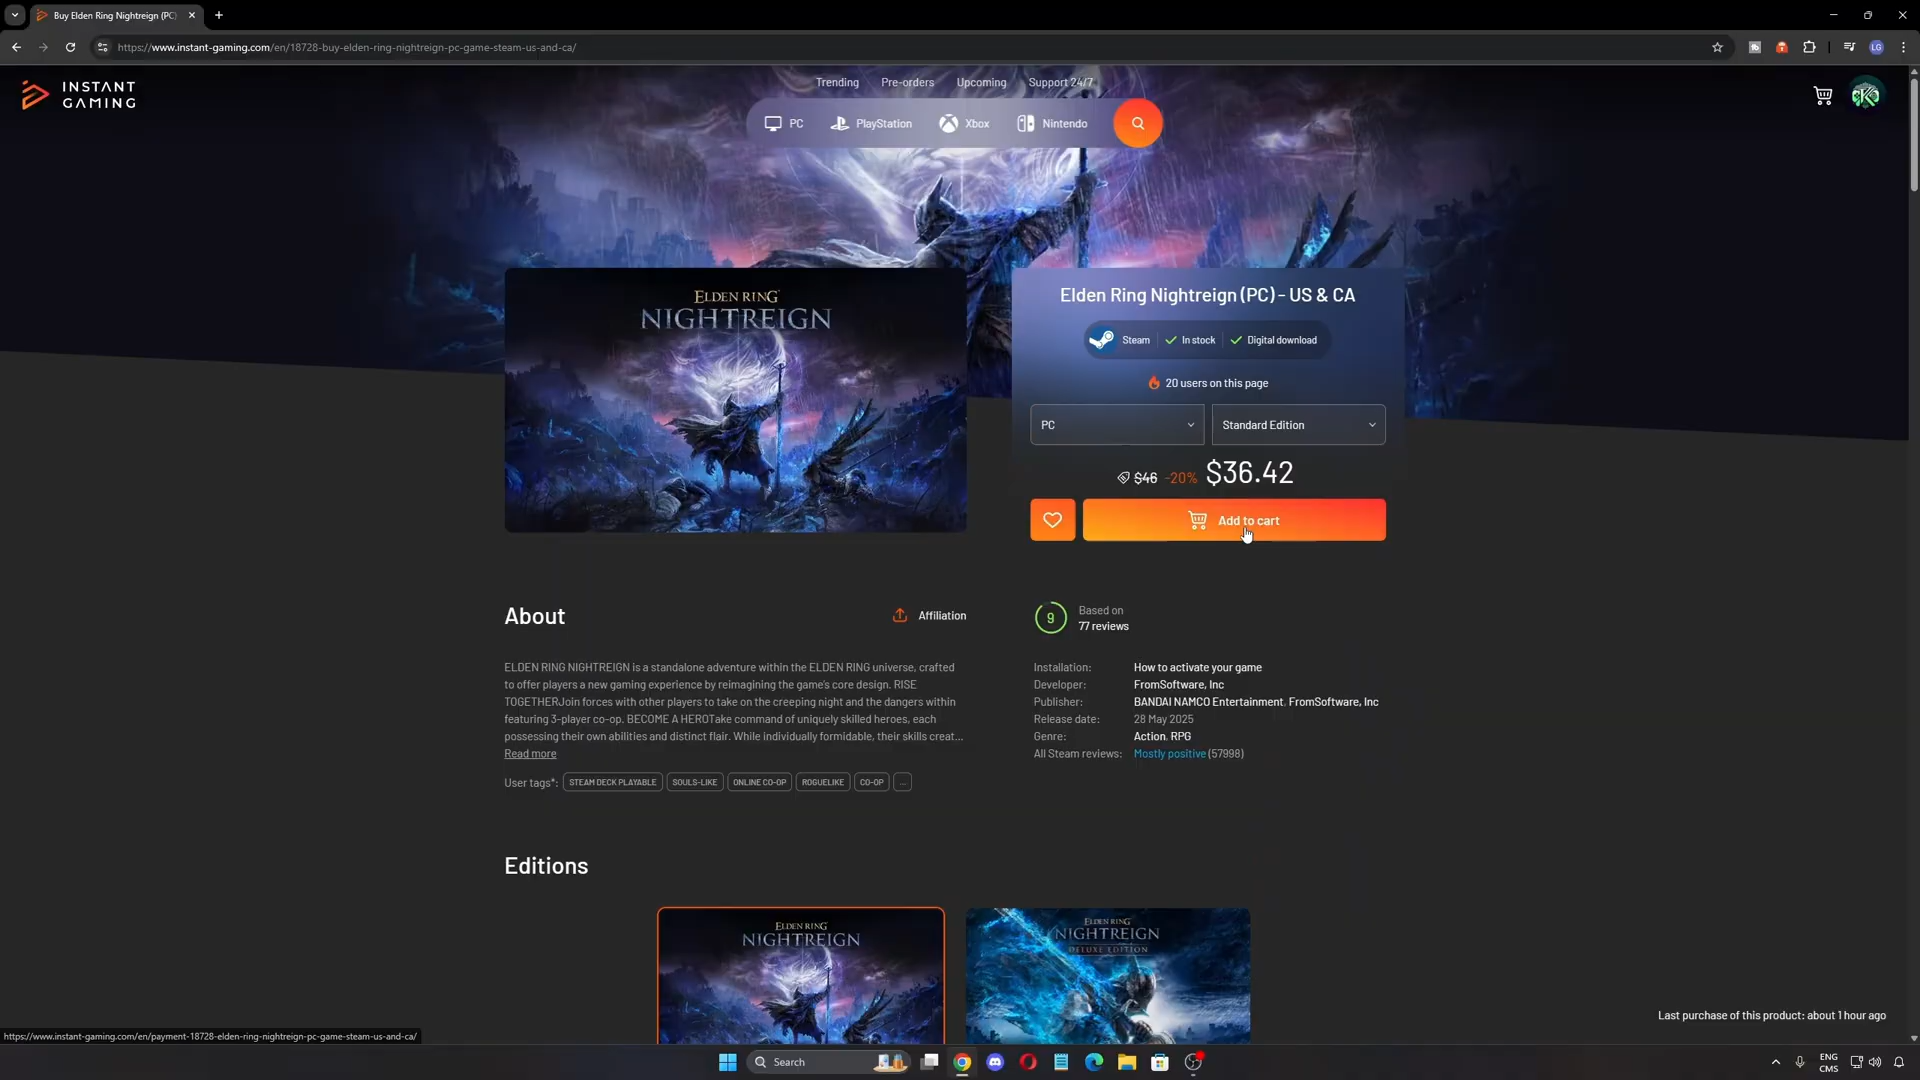 Buy Elden Ring Nightreign (PC)
https://www.instant-gaming.com/en/18728-buy-elden-ring-nightreign-pc-game-steam-us-and-ca/
LG
INSTANT
GAMING
Trending
Pre-orders
Upcoming
Support 24/7
PC
PlayStation
Xbox
Nintendo
ELDEN RING
NIGHTREIGN
Elden Ring Nightreign (PC) - US & CA
Steam
In stock
Digital download
20 users on this page
PC
Standard Edition
$46 -20% $36.42
Add to cart
About
Affiliation
ELDEN RING NIGHTREIGN is a standalone adventure within the ELDEN RING universe, crafted
to offer players a new gaming experience by reimagining the game's core design. RISE
TOGETHERJoin forces with other players to take on the creeping night and the dangers within
featuring 3-player co-op. BECOME A HEROTake command of uniquely skilled heroes, each
possessing their own abilities and distinct flair. While individually formidable, their skills creat...
Read more
User tags*:
STEAM DECK PLAYABLE
SOULS-LIKE
ONLINE CO-OP
ROGUELIKE
CO-OP
...
9
Based on
77 reviews
Installation: How to activate your game
Developer: FromSoftware, Inc
Publisher: BANDAI NAMCO Entertainment, FromSoftware, Inc
Release date: 28 May 2025
Genre: Action, RPG
All Steam reviews: Mostly positive (57998)
Editions
ELDEN RING
NIGHTREIGN
ELDEN RING
NIGHTREIGN
DELUXE EDITION
Last purchase of this product: about 1 hour ago
https://www.instant-gaming.com/en/payment-18728-elden-ring-nightreign-pc-game-steam-us-and-ca/
Search
ENG
CMS